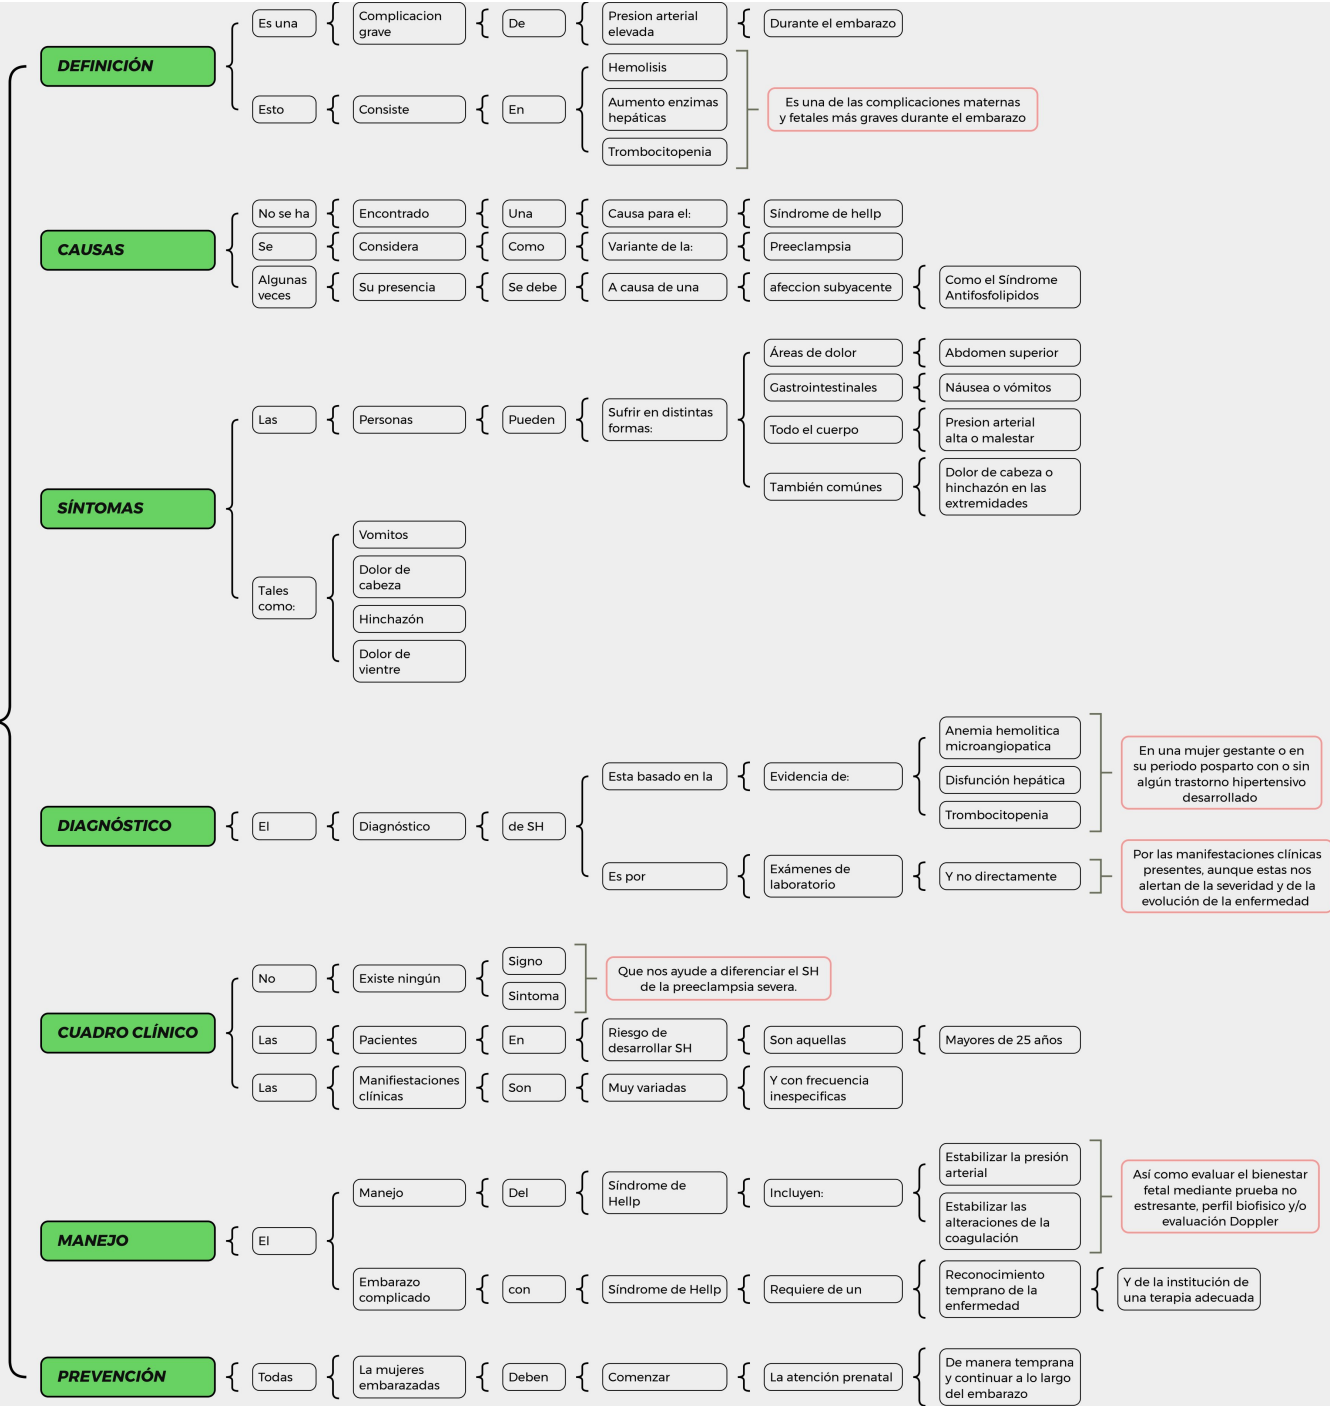 DEFINICIÓN
Es una
Complicacion
grave
De
Presion arterial
elevada
Durante el embarazo
Esto
Consiste
En
Hemolisis
Aumento enzimas
hepáticas
Trombocitopenia
Es una de las complicaciones maternas
y fetales más graves durante el embarazo
CAUSAS
No se ha
Encontrado
Una
Causa para el:
Síndrome de hellp
Se
Considera
Como
Variante de la:
Preeclampsia
Algunas
veces
Su presencia
Se debe
A causa de una
afeccion subyacente
Como el Síndrome
Antifosfolipidos
SÍNTOMAS
Las
Personas
Pueden
Sufrir en distintas
formas:
Áreas de dolor
Abdomen superior
Gastrointestinales
Náusea o vómitos
Todo el cuerpo
Presion arterial
alta o malestar
También comúnes
Dolor de cabeza o
hinchazón en las
extremidades
Tales
como:
Vomitos
Dolor de
cabeza
Hinchazón
Dolor de
vientre
DIAGNÓSTICO
El
Diagnóstico
de SH
Esta basado en la
Evidencia de:
Anemia hemolitica
microangiopatica
Disfunción hepática
Trombocitopenia
En una mujer gestante o en
su periodo posparto con o sin
algún trastorno hipertensivo
desarrollado
Es por
Exámenes de
laboratorio
Y no directamente
Por las manifestaciones clínicas
presentes, aunque estas nos
alertan de la severidad y de la
evolución de la enfermedad
CUADRO CLÍNICO
No
Existe ningún
Signo
Sintoma
Que nos ayude a diferenciar el SH
de la preeclampsia severa.
Las
Pacientes
En
Riesgo de
desarrollar SH
Son aquellas
Mayores de 25 años
Las
Manifiestaciones
clínicas
Son
Muy variadas
Y con frecuencia
inespecificas
MANEJO
El
Manejo
Del
Síndrome de
Hellp
Incluyen:
Estabilizar la presión
arterial
Estabilizar las
alteraciones de la
coagulación
Así como evaluar el bienestar
fetal mediante prueba no
estresante, perfil biofisico y/o
evaluación Doppler
Embarazo
complicado
con
Síndrome de Hellp
Requiere de un
Reconocimiento
temprano de la
enfermedad
Y de la institución de
una terapia adecuada
PREVENCIÓN
Todas
La mujeres
embarazadas
Deben
Comenzar
La atención prenatal
De manera temprana
y continuar a lo largo
del embarazo